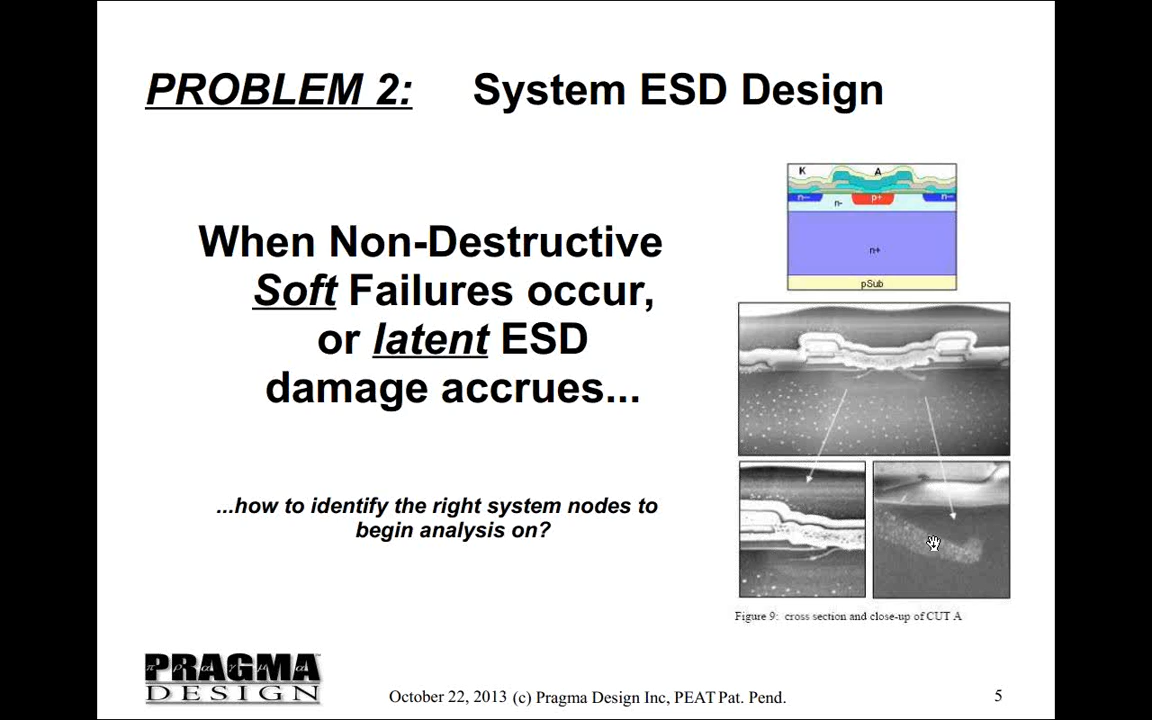 PROBLEM 2: System ESD Design
When Non-Destructive
Soft Failures occur,
or latent ESD
damage accrues...
...how to identify the right system nodes to
begin analysis on?
K A
n-- n- p+ n--
n+
pSub
Figure 9: cross section and close-up of CUT A
π ρ α γ μ α
PRAGMA
DESIGN
October 22, 2013 (c) Pragma Design Inc, PEAT Pat. Pend.
5